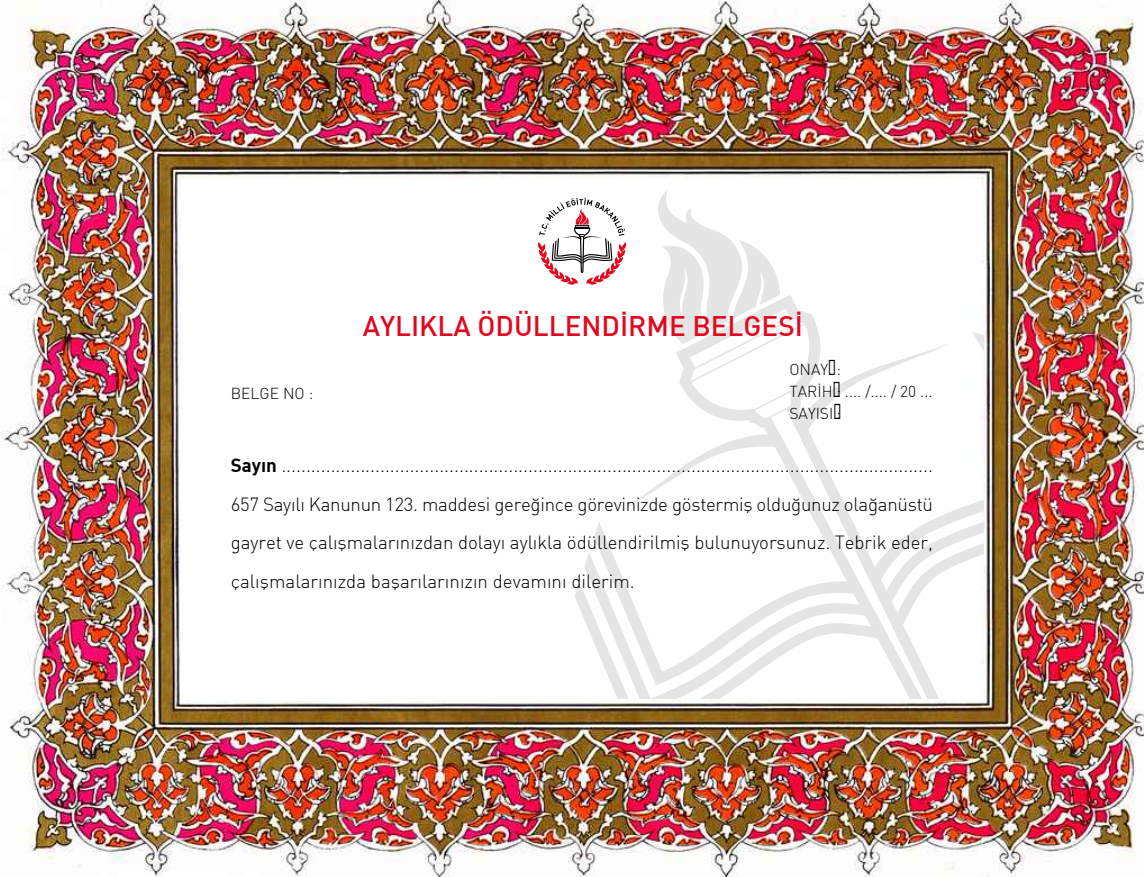 T.C. MİLLİ EĞİTİM BAKANLIĞI
AYLIKLA ÖDÜLLENDİRME BELGESİ
ONAY▯:
BELGE NO :
TARİH▯ .... /.... / 20 ...
SAYISI▯
Sayın ....................................................................................................................................
657 Sayılı Kanunun 123. maddesi gereğince görevinizde göstermiş olduğunuz olağanüstü
gayret ve çalışmalarınızdan dolayı aylıkla ödüllendirilmiş bulunuyorsunuz. Tebrik eder,
çalışmalarınızda başarılarınızın devamını dilerim.